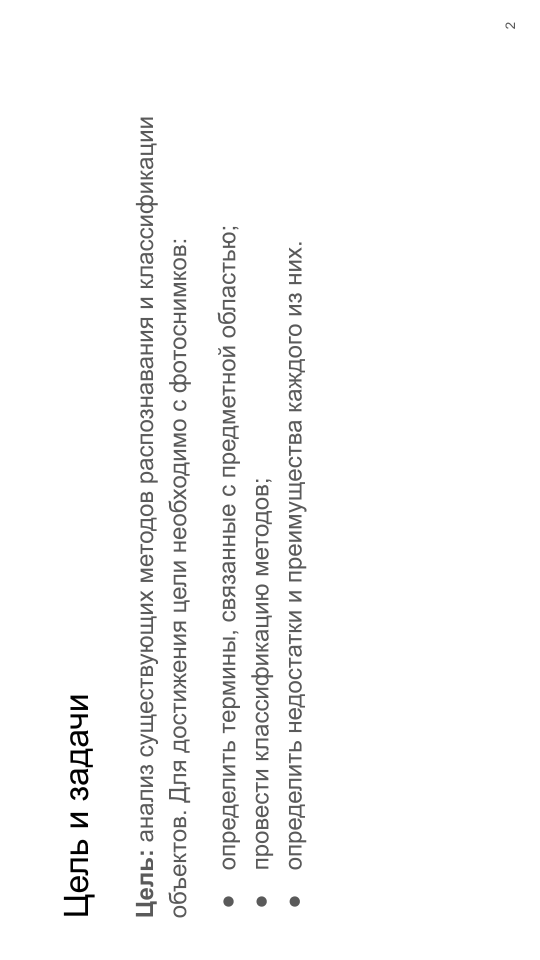 Цель и задачи
Цель: анализ существующих методов распознавания и классификации
объектов. Для достижения цели необходимо с фотоснимков:
● определить термины, связанные с предметной областью;
● провести классификацию методов;
● определить недостатки и преимущества каждого из них.
2